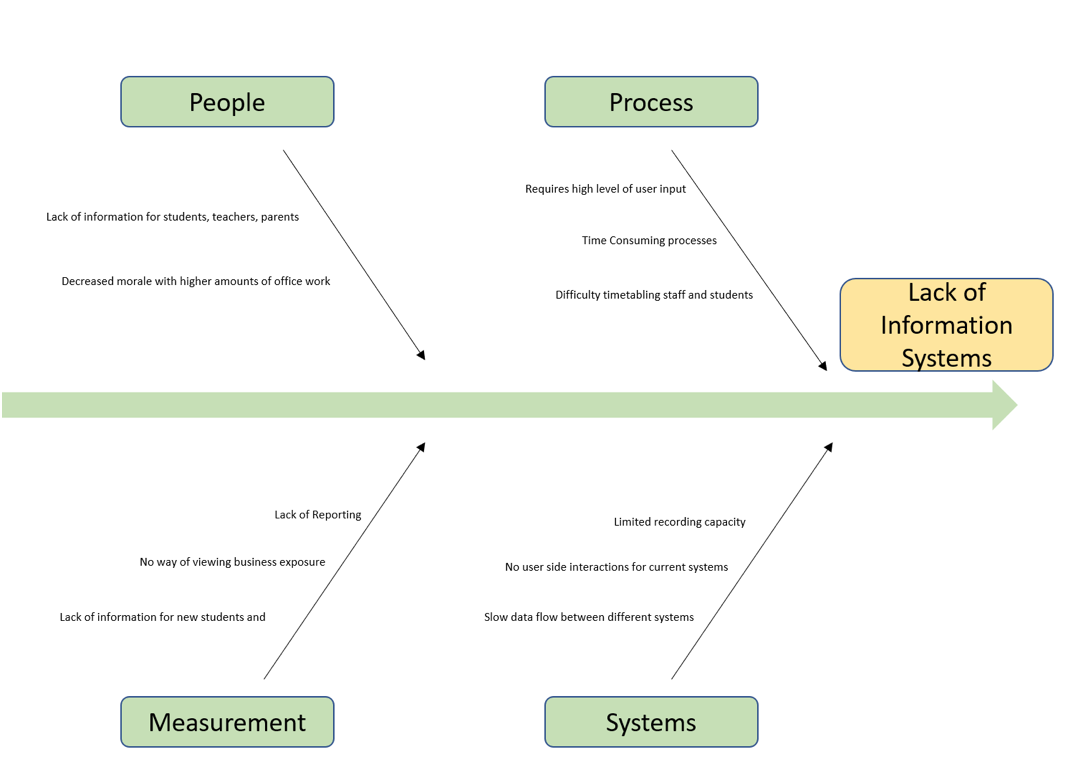 People
Process
Requires high level of user input
Lack of information for students, teachers, parents
Time Consuming processes
Decreased morale with higher amounts of office work
Difficulty timetabling staff and students
Lack of
Information
Systems
Lack of Reporting
Limited recording capacity
No way of viewing business exposure
No user side interactions for current systems
Lack of information for new students and
Slow data flow between different systems
Measurement
Systems